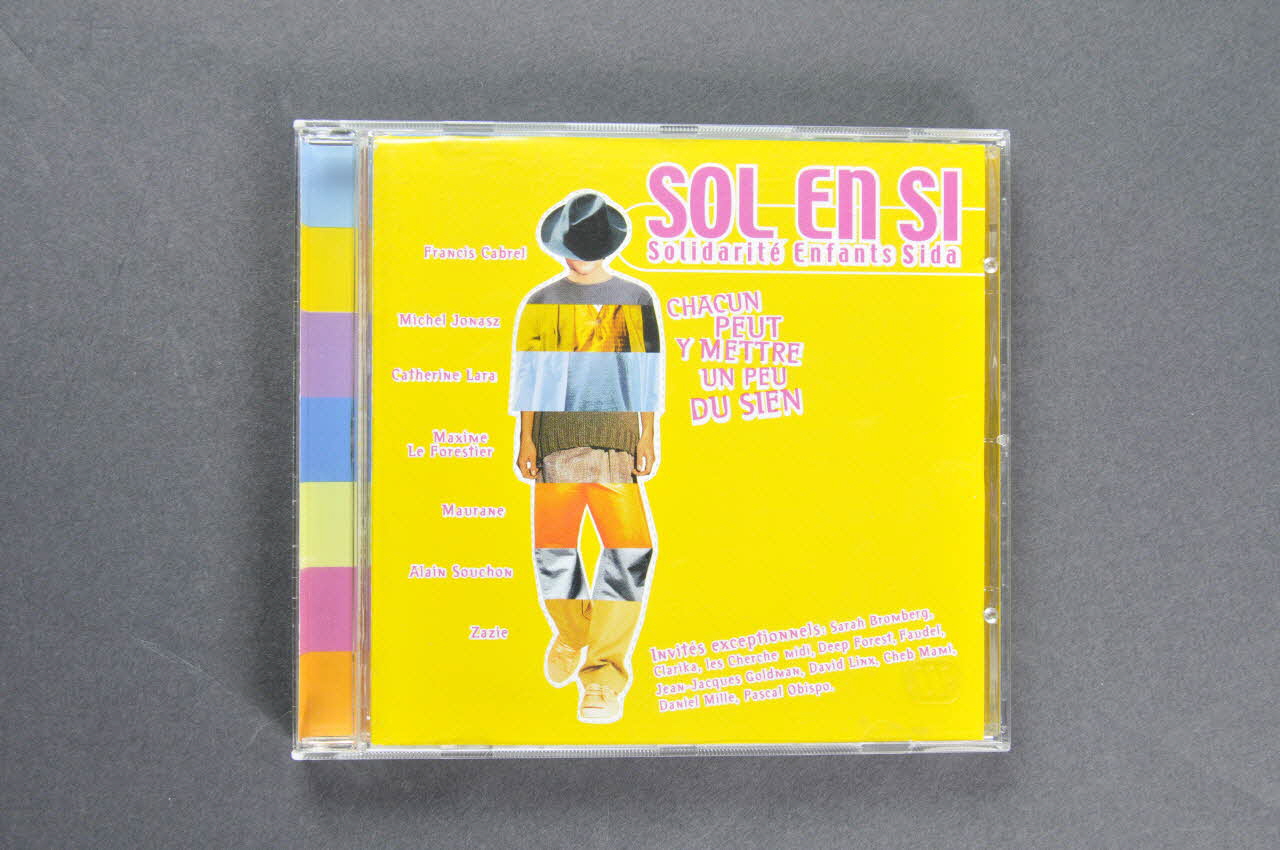 SOL EN SI
Solidarité Enfants Sida
CHACUN
PEUT
Y METTRE
UN PEU
DU SIEN
Francis Cabrel
Michel Jonasz
Catherine Lara
Maxime
Le Forestier
Maurane
Alain Souchon
Zazie
Invités exceptionnels: Sarah Bromberg,
Clarika, les Cherche midi, Deep Forest, Faudel,
Jean Jacques Goldman, David Linx, Cheb Mami,
Daniel Mille, Pascal Obispo.